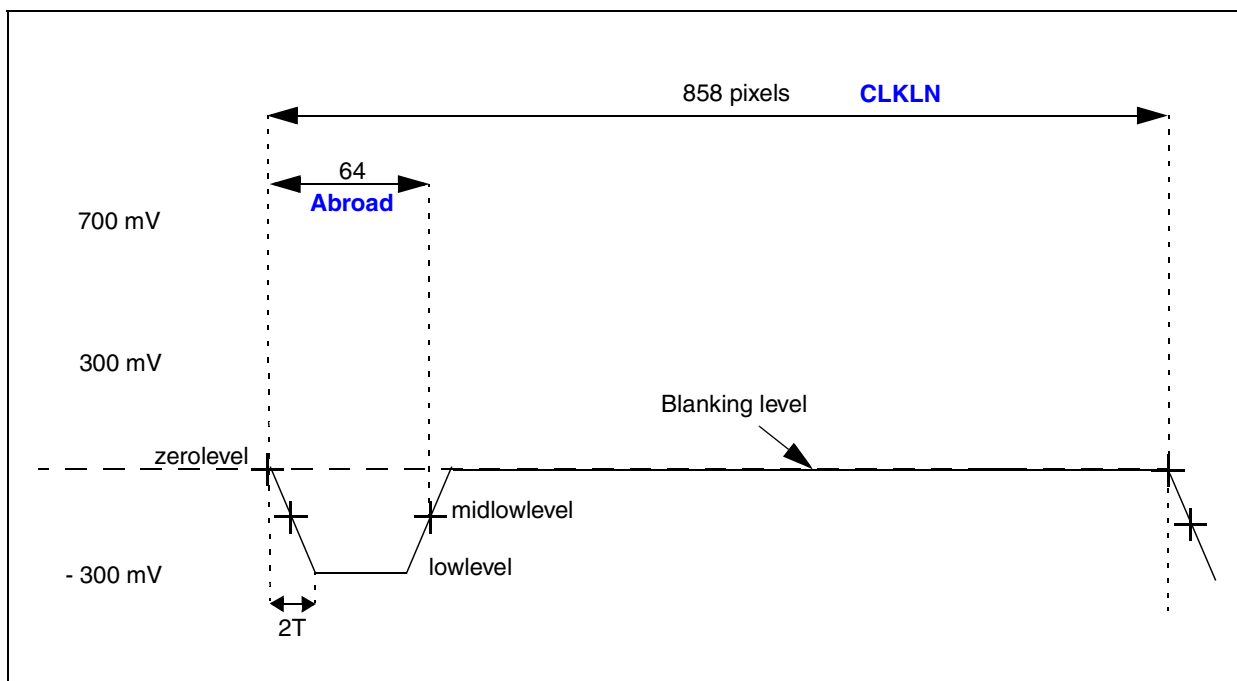 858 pixels CLKLN
64
Abroad
700 mV
300 mV
Blanking level
zerolevel
midlowlevel
lowlevel
- 300 mV
2T